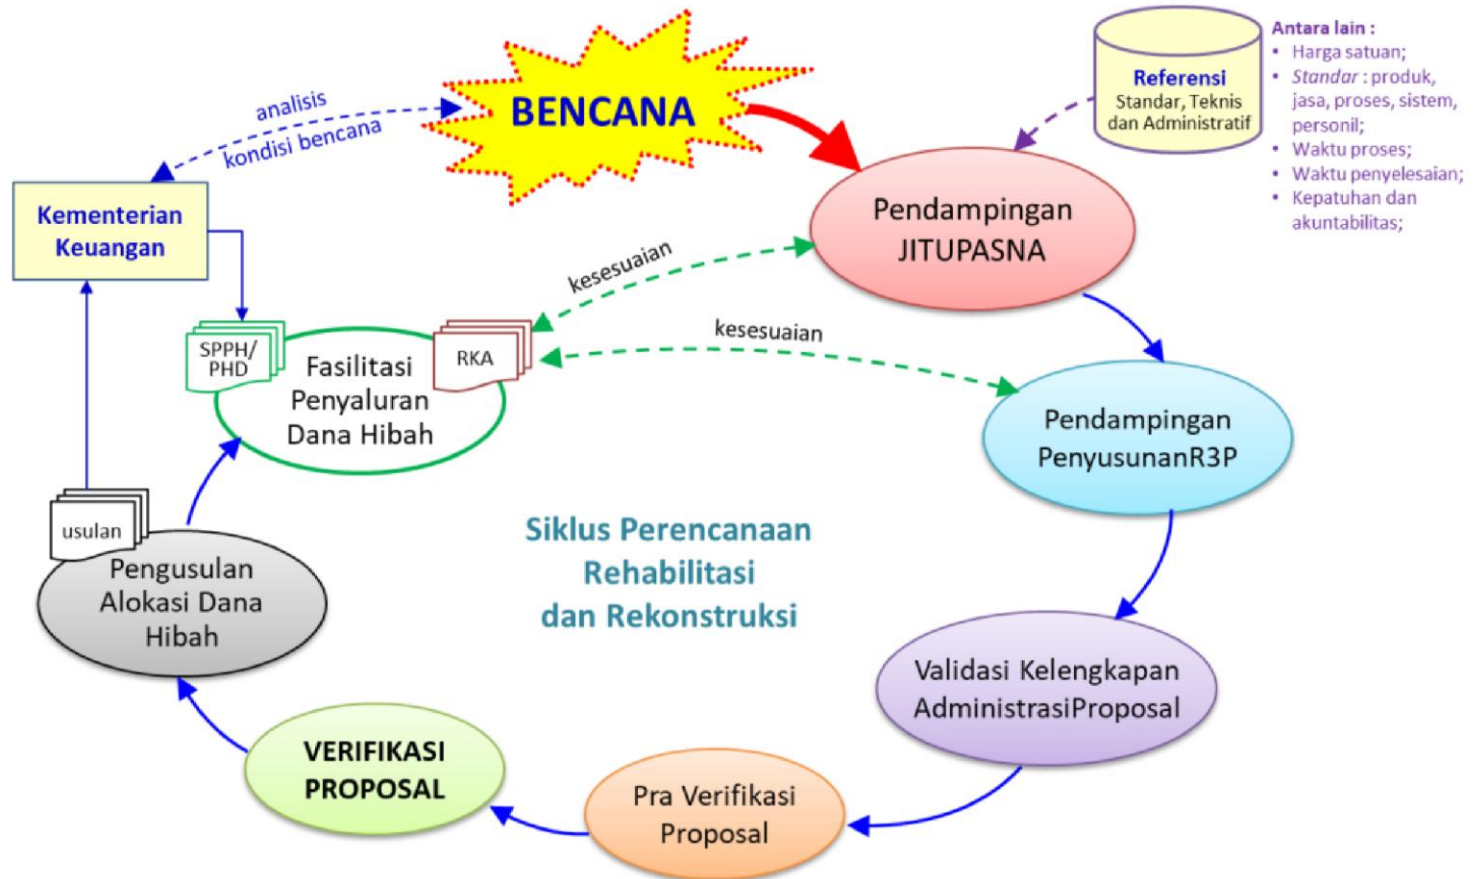 BENCANA
analisis
kondisi bencana
Referensi
Standar, Teknis
dan Administratif
Antara lain :
• Harga satuan;
• Standar : produk,
jasa, proses, sistem,
personil;
• Waktu proses;
• Waktu penyelesaian;
• Kepatuhan dan
akuntabilitas;
Kementerian
Keuangan
Pendampingan
JITUPASNA
kesesuaian
kesesuaian
SPPH/
PHD
RKA
Fasilitasi
Penyaluran
Dana Hibah
Pendampingan
PenyusunanR3P
usulan
Pengusulan
Alokasi Dana
Hibah
Siklus Perencanaan
Rehabilitasi
dan Rekonstruksi
Validasi Kelengkapan
AdministrasiProposal
VERIFIKASI
PROPOSAL
Pra Verifikasi
Proposal